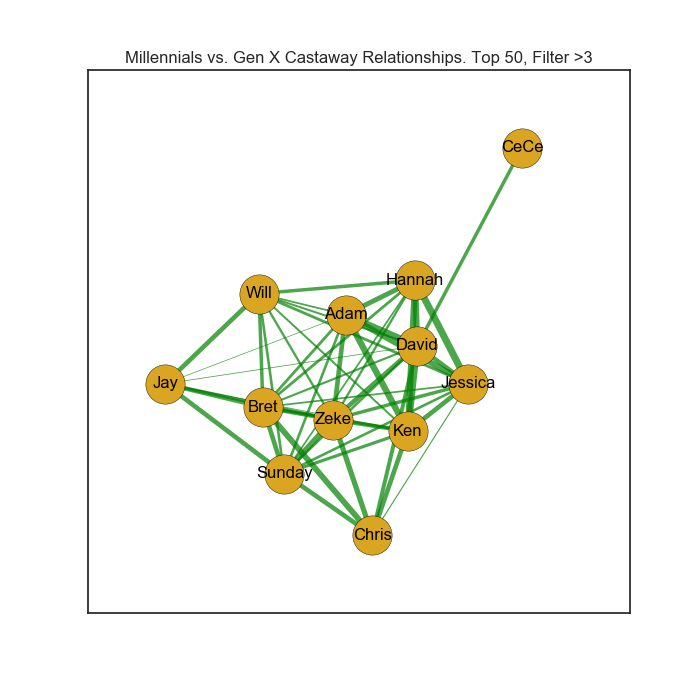 Millennials vs. Gen X Castaway Relationships. Top 50, Filter >3
CeCe
Hannah
Will
Adam
David
Jay
Jessica
Bret
Zeke
Ken
Sunday
Chris